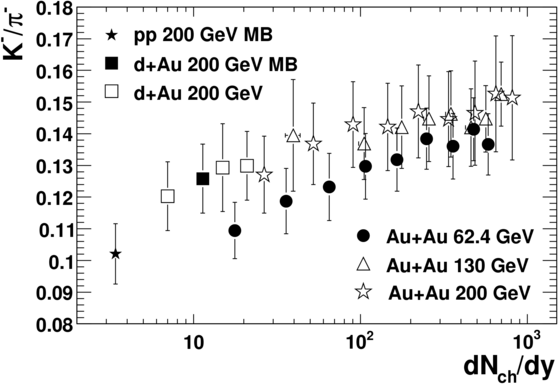 K⁻/π⁻
0.18
0.17
0.16
0.15
0.14
0.13
0.12
0.11
0.1
0.09
0.08
pp 200 GeV MB
d+Au 200 GeV MB
d+Au 200 GeV
Au+Au 62.4 GeV
Au+Au 130 GeV
Au+Au 200 GeV
10
10²
10³
dN_ch/dy